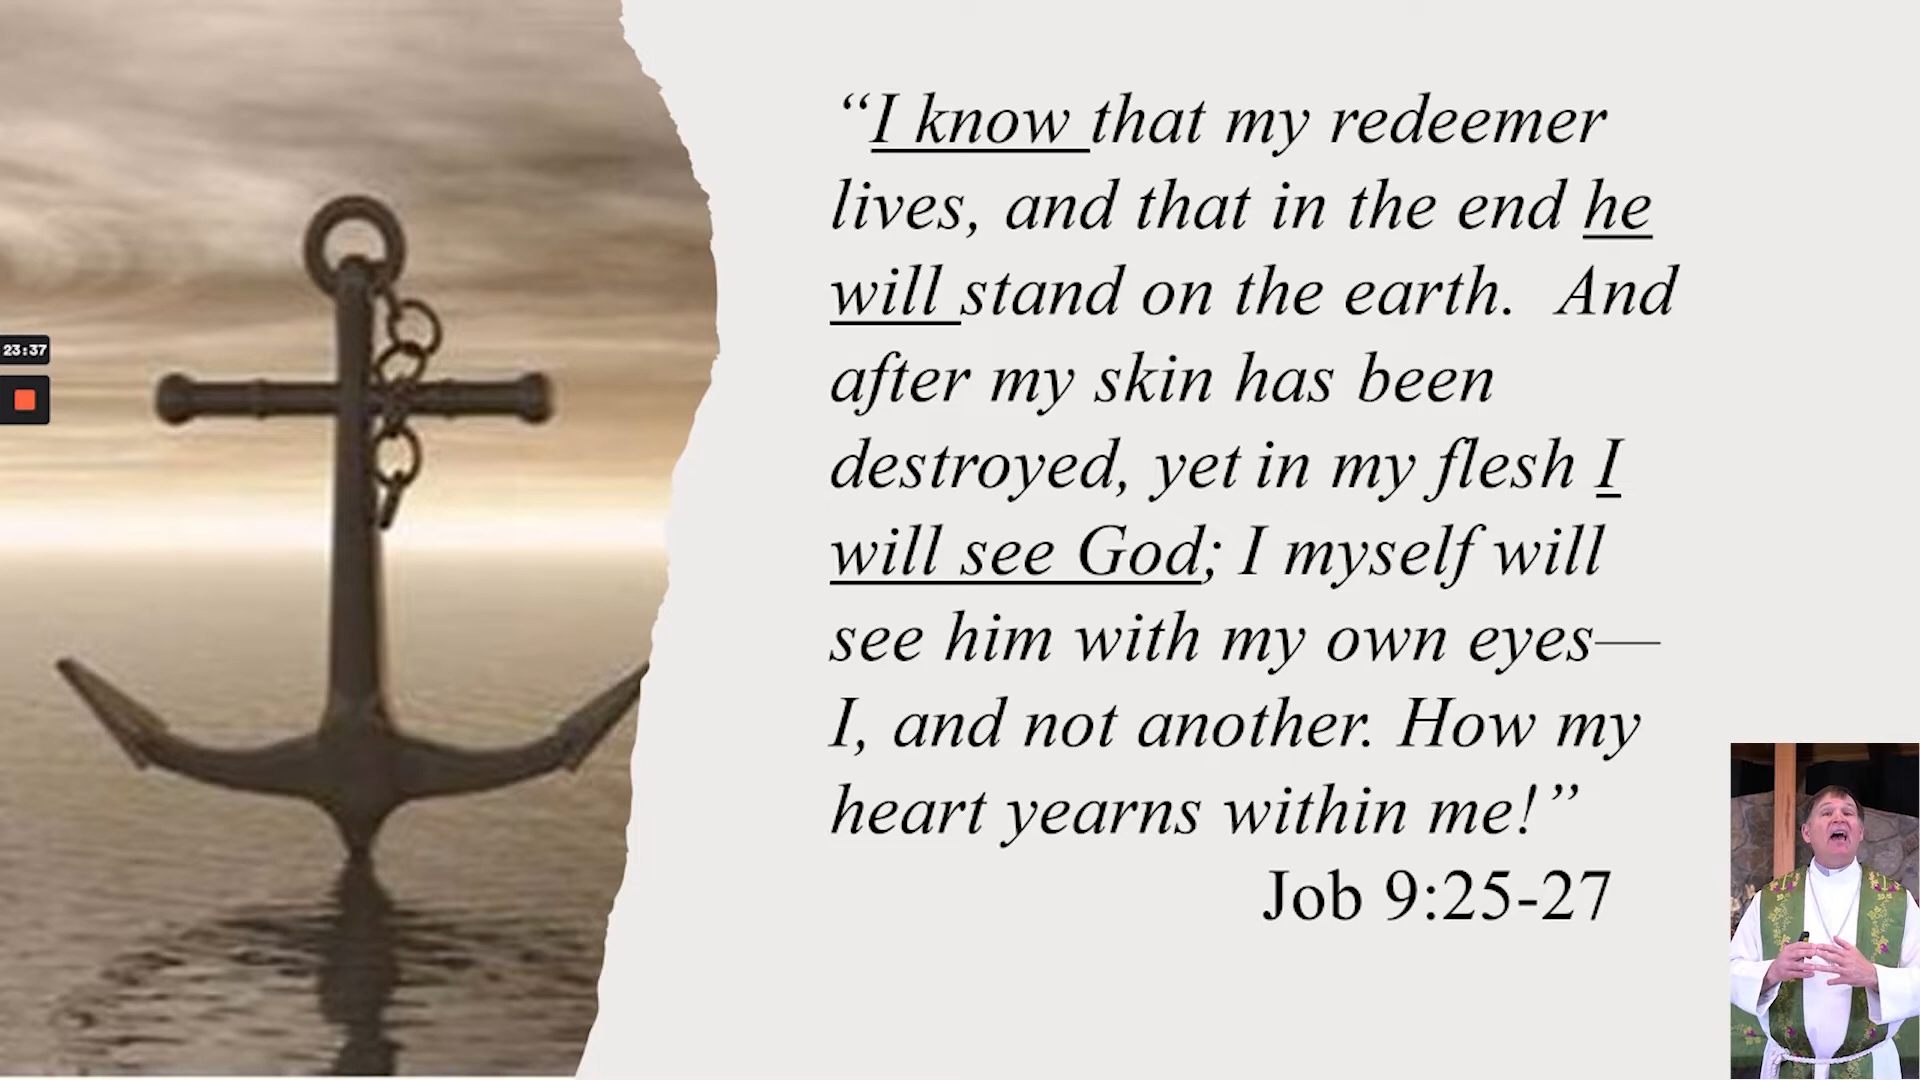 “I know that my redeemer
lives, and that in the end he
will stand on the earth.  And
after my skin has been
destroyed, yet in my flesh I
will see God; I myself will
see him with my own eyes—
I, and not another. How my
heart yearns within me!”
Job 9:25-27
23:37